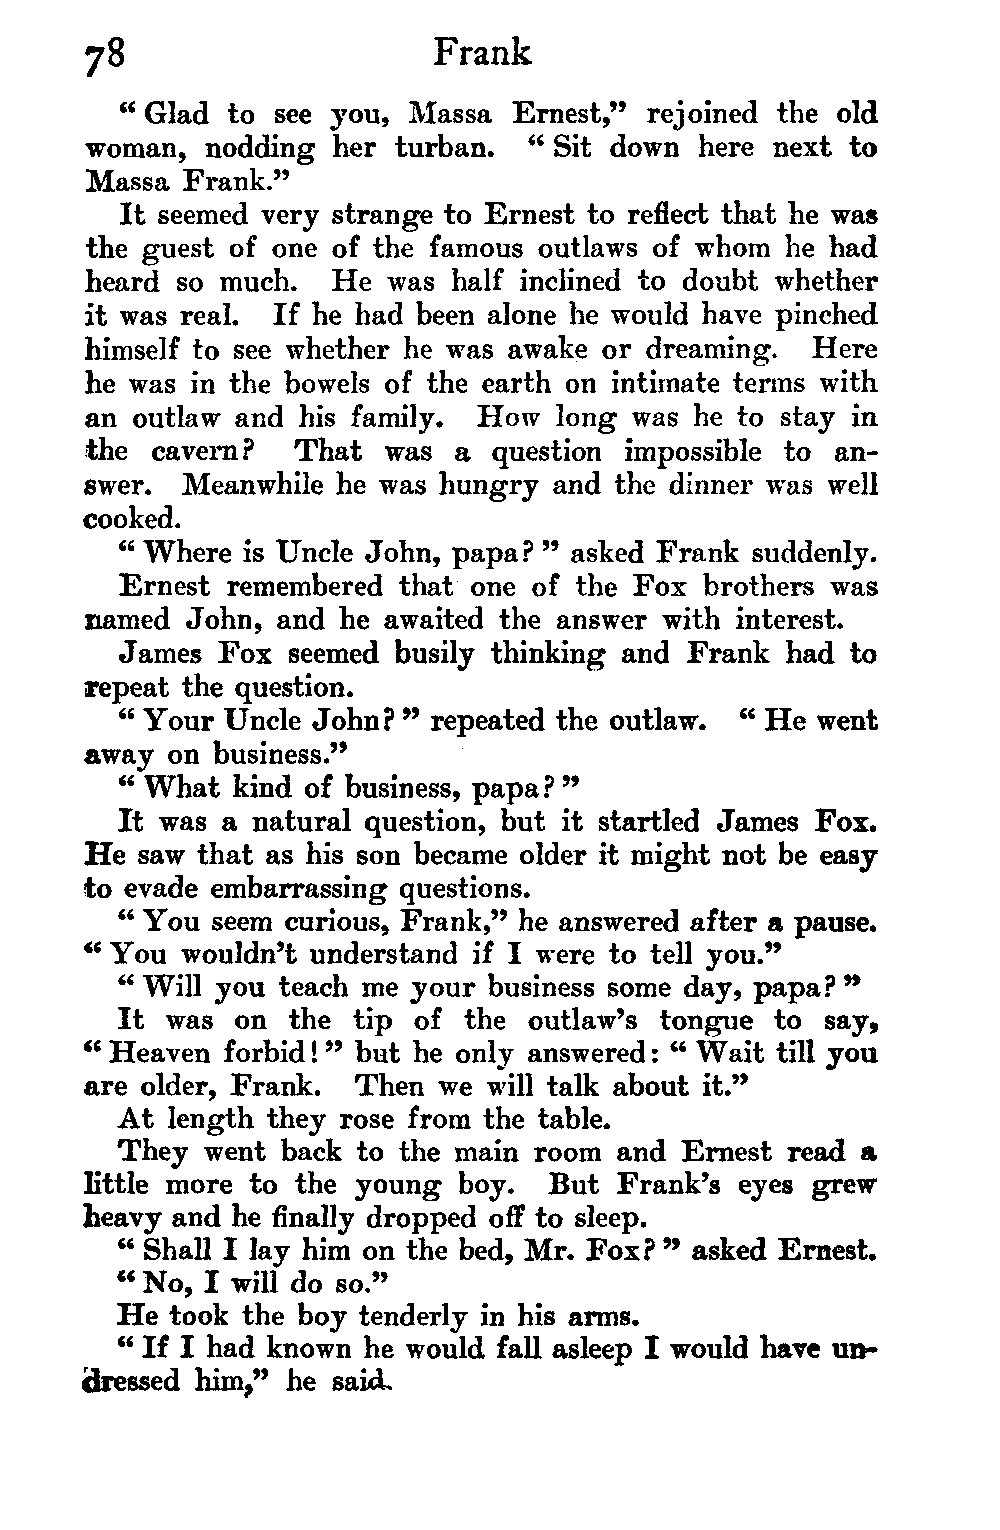 78 Frank
“ Glad to see you, Massa Ernest,” rejoined the old
woman, nodding her turban. “ Sit down here next to
Massa Frank.”
It seemed very strange to Ernest to reflect that he was
the guest of one of the famous outlaws of whom he had
heard so much. He was half inclined to doubt whether
it was real. If he had been alone he would have pinched
himself to see whether he was awake or dreaming. Here
he was in the bowels of the earth on intimate terms with
an outlaw and his family. How long was he to stay in
the cavern? That was a question impossible to an-
swer. Meanwhile he was hungry and the dinner was well
cooked.
“ Where is Uncle John, papa? ” asked Frank suddenly.
Ernest remembered that one of the Fox brothers was
named John, and he awaited the answer with interest.
James Fox seemed busily thinking and Frank had to
repeat the question.
“ Your Uncle John? ” repeated the outlaw. “ He went
away on business.”
“ What kind of business, papa? ”
It was a natural question, but it startled James Fox.
He saw that as his son became older it might not be easy
to evade embarrassing questions.
“ You seem curious, Frank,” he answered after a pause.
“ You wouldn’t understand if I were to tell you.”
“ Will you teach me your business some day, papa? ”
It was on the tip of the outlaw’s tongue to say,
“ Heaven forbid! ” but he only answered: “ Wait till you
are older, Frank. Then we will talk about it.”
At length they rose from the table.
They went back to the main room and Ernest read a
little more to the young boy. But Frank’s eyes grew
heavy and he finally dropped off to sleep.
“ Shall I lay him on the bed, Mr. Fox? ” asked Ernest.
“ No, I will do so.”
He took the boy tenderly in his arms.
“ If I had known he would fall asleep I would have un-
dressed him,” he said.